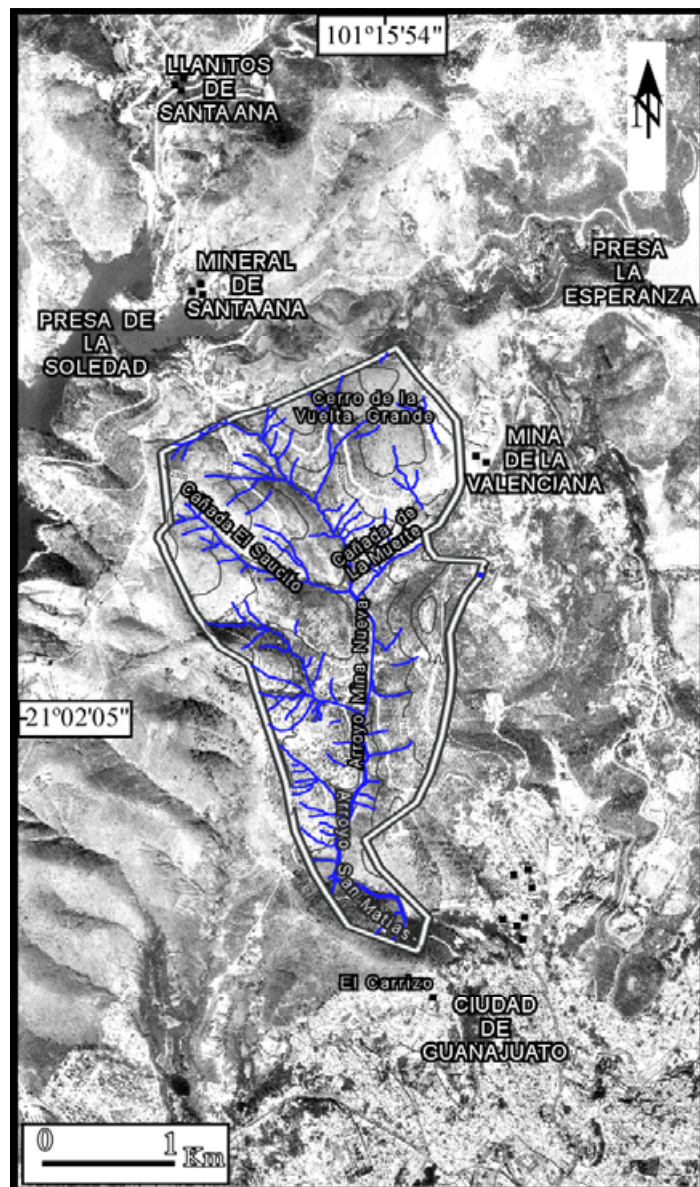 101º15'54"
N
LLANITOS
DE
SANTA ANA
PRESA
LA
ESPERANZA
MINERAL
DE
SANTA ANA
PRESA DE
LA
SOLEDAD
Cerro de la
Vuelta Grande
MINA
DE LA
VALENCIANA
Cañada El Saucito
Cañada de
La Muerte
Arroyo Mina Nueva
21º02'05"
Arroyo San Matías
El Carrizo
CIUDAD
DE
GUANAJUATO
0 1 Km